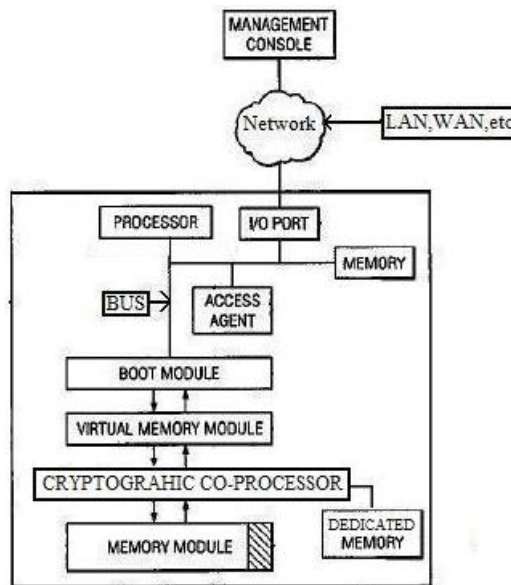 MANAGEMENT
CONSOLE
Network
LAN,WAN,etc
PROCESSOR
I/O PORT
MEMORY
BUS
ACCESS
AGENT
BOOT MODULE
VIRTUAL MEMORY MODULE
CRYPTOGRAHIC CO-PROCESSOR
MEMORY MODULE
DEDICATED
MEMORY